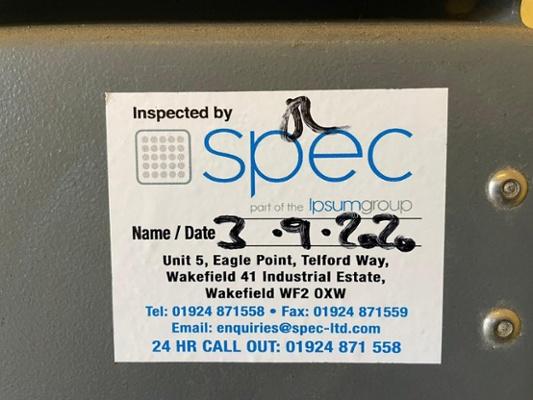 Inspected by
spec
part of the Ipsumgroup
Name / Date 3.9.2020
Unit 5, Eagle Point, Telford Way,
Wakefield 41 Industrial Estate,
Wakefield WF2 0XW
Tel: 01924 871558 • Fax: 01924 871559
Email: enquiries@spec-ltd.com
24 HR CALL OUT: 01924 871 558